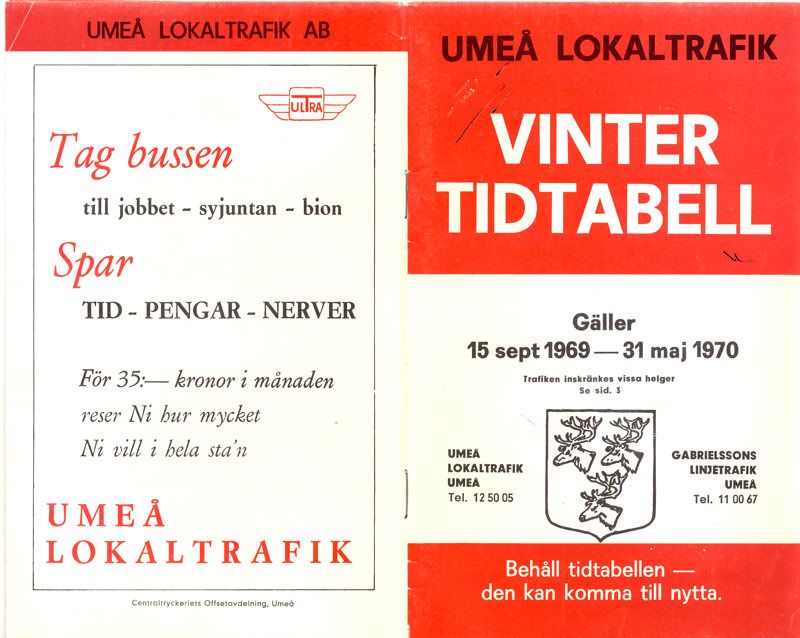 UMEÅ LOKALTRAFIK AB
ULTRA
Tag bussen
till jobbet - syjuntan - bion
Spar
TID - PENGAR - NERVER
För 35:— kronor i månaden
reser Ni hur mycket
Ni vill i hela sta'n
UMEÅ
LOKALTRAFIK
Centraltryckeriets Offsetavdelning, Umeå
UMEÅ LOKALTRAFIK
VINTER
TIDTABELL
Gäller
15 sept 1969 — 31 maj 1970
Trafiken inskränkes vissa helger
Se sid. 3
UMEÅ
LOKALTRAFIK
UMEÅ
Tel. 12 50 05
GABRIELSSONS
LINJETRAFIK
UMEÅ
Tel. 11 00 67
Behåll tidtabellen —
den kan komma till nytta.